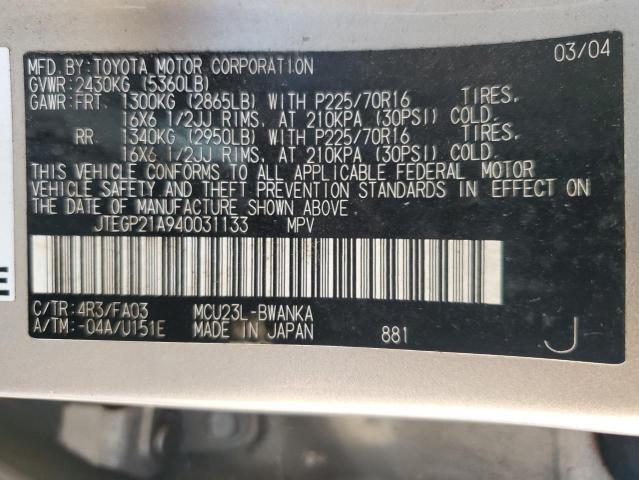 MFD.BY:TOYOTA MOTOR CORPORATION 03/04
GVWR:2430KG (5360LB)
GAWR:FRT. 1300KG (2865LB) WITH P225/70R16 TIRES,
16X6 1/2JJ RIMS, AT 210KPA (30PSI) COLD.
RR. 1340KG (2950LB) WITH P225/70R16 TIRES,
16X6 1/2JJ RIMS, AT 210KPA (30PSI) COLD.
THIS VEHICLE CONFORMS TO ALL APPLICABLE FEDERAL MOTOR
VEHICLE SAFETY AND THEFT PREVENTION STANDARDS IN EFFECT ON
THE DATE OF MANUFACTURE SHOWN ABOVE.
JTEGP21A940031133 MPV
E
C/TR:4R3/FA03 MCU23L-BWANKA
A/TM:-04A/U151E MADE IN JAPAN 881 J